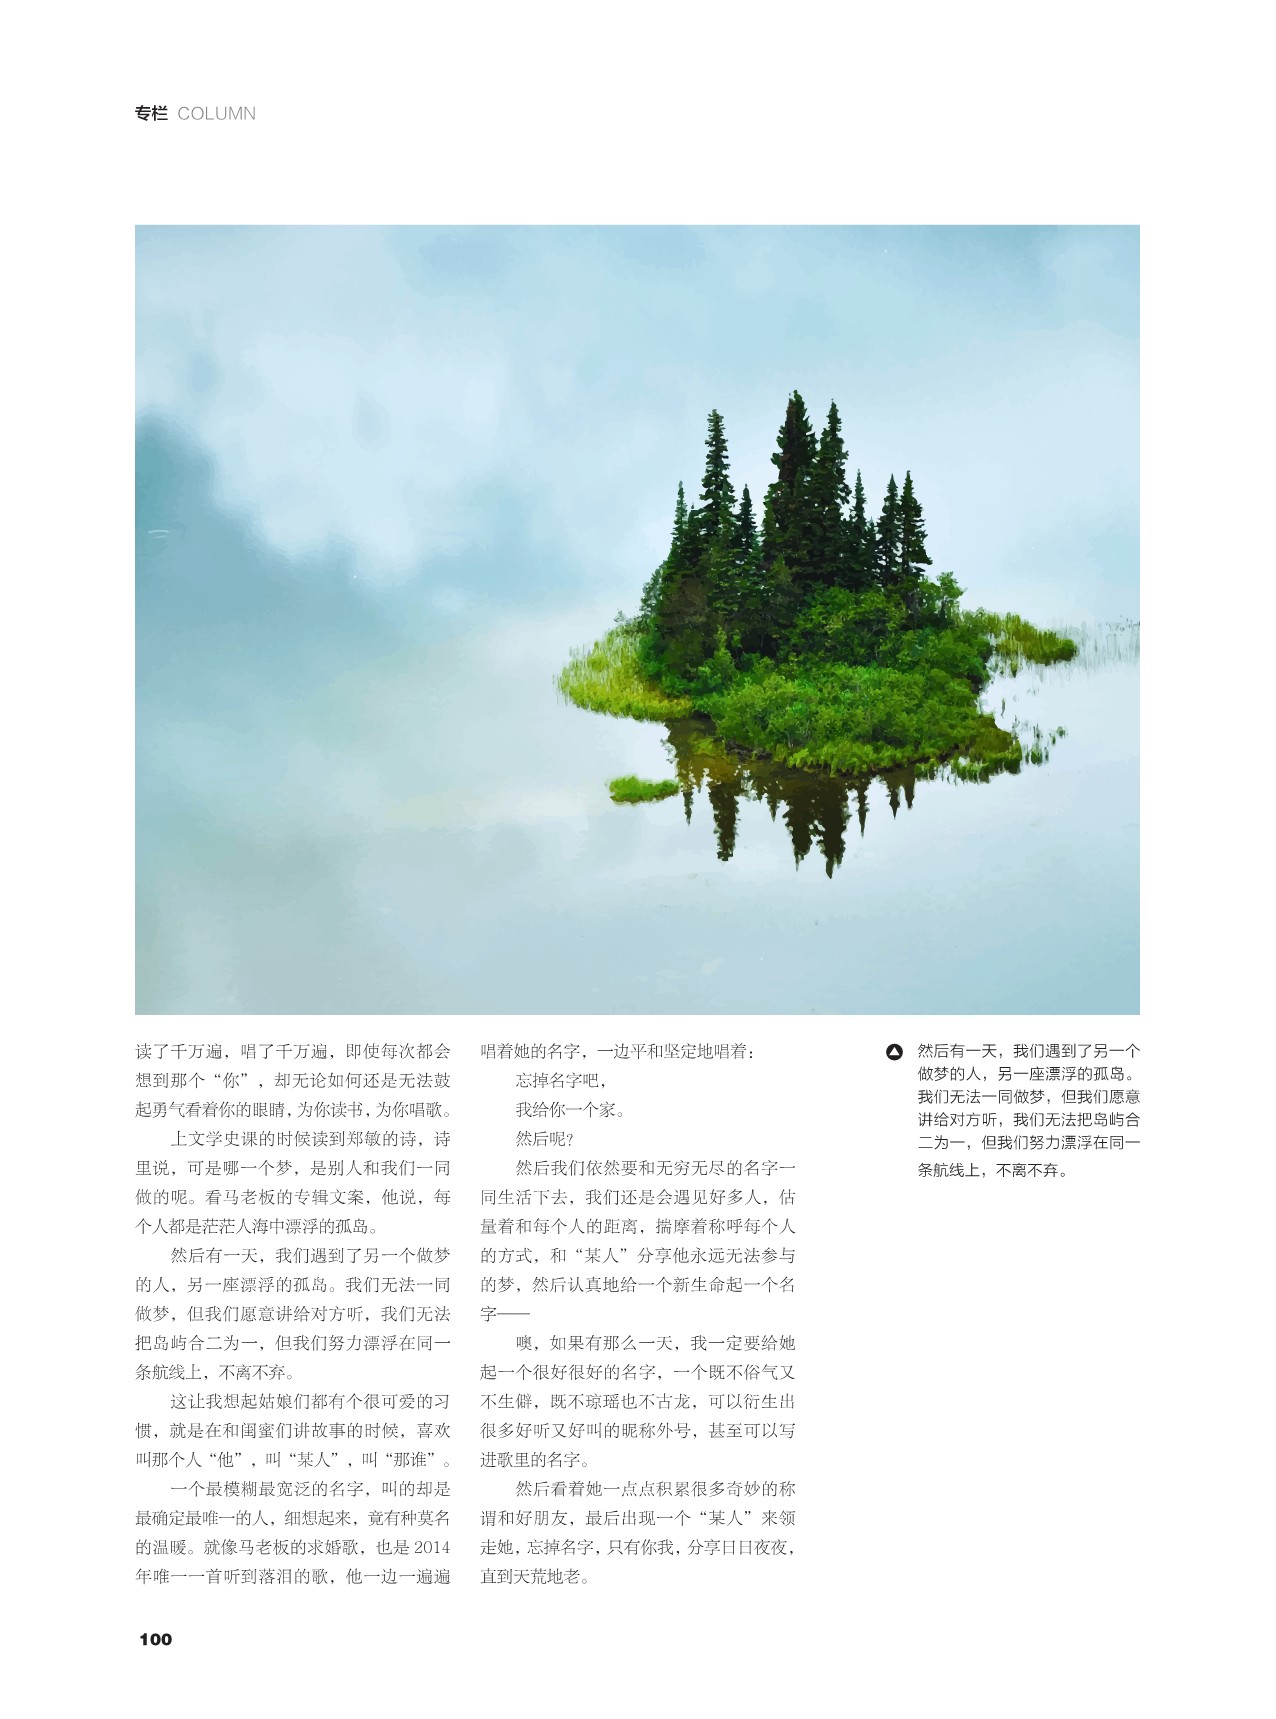 专栏 COLUMN
读了千万遍，唱了千万遍，即使每次都会
想到那个“你”，却无论如何还是无法鼓
起勇气看着你的眼睛，为你读书，为你唱歌。
上文学史课的时候读到郑敏的诗，诗
里说，可是哪一个梦，是别人和我们一同
做的呢。看马老板的专辑文案，他说，每
个人都是茫茫人海中漂浮的孤岛。
然后有一天，我们遇到了另一个做梦
的人，另一座漂浮的孤岛。我们无法一同
做梦，但我们愿意讲给对方听，我们无法
把岛屿合二为一，但我们努力漂浮在同一
条航线上，不离不弃。
这让我想起姑娘们都有个很可爱的习
惯，就是在和闺蜜们讲故事的时候，喜欢
叫那个人“他”，叫“某人”，叫“那谁”。
一个最模糊最宽泛的名字，叫的却是
最确定最唯一的人，细想起来，竟有种莫名
的温暖。就像马老板的求婚歌，也是 2014
年唯一一首听到落泪的歌，他一边一遍遍
唱着她的名字，一边平和坚定地唱着：
忘掉名字吧，
我给你一个家。
然后呢？
然后我们依然要和无穷无尽的名字一
同生活下去，我们还是会遇见好多人，估
量着和每个人的距离，揣摩着称呼每个人
的方式，和“某人”分享他永远无法参与
的梦，然后认真地给一个新生命起一个名
字——
噢，如果有那么一天，我一定要给她
起一个很好很好的名字，一个既不俗气又
不生僻，既不琼瑶也不古龙，可以衍生出
很多好听又好叫的昵称外号，甚至可以写
进歌里的名字。
然后看着她一点点积累很多奇妙的称
谓和好朋友，最后出现一个“某人”来领
走她，忘掉名字，只有你我，分享日日夜夜，
直到天荒地老。
然后有一天，我们遇到了另一个
做梦的人，另一座漂浮的孤岛。
我们无法一同做梦，但我们愿意
讲给对方听，我们无法把岛屿合
二为一，但我们努力漂浮在同一
条航线上，不离不弃。
100